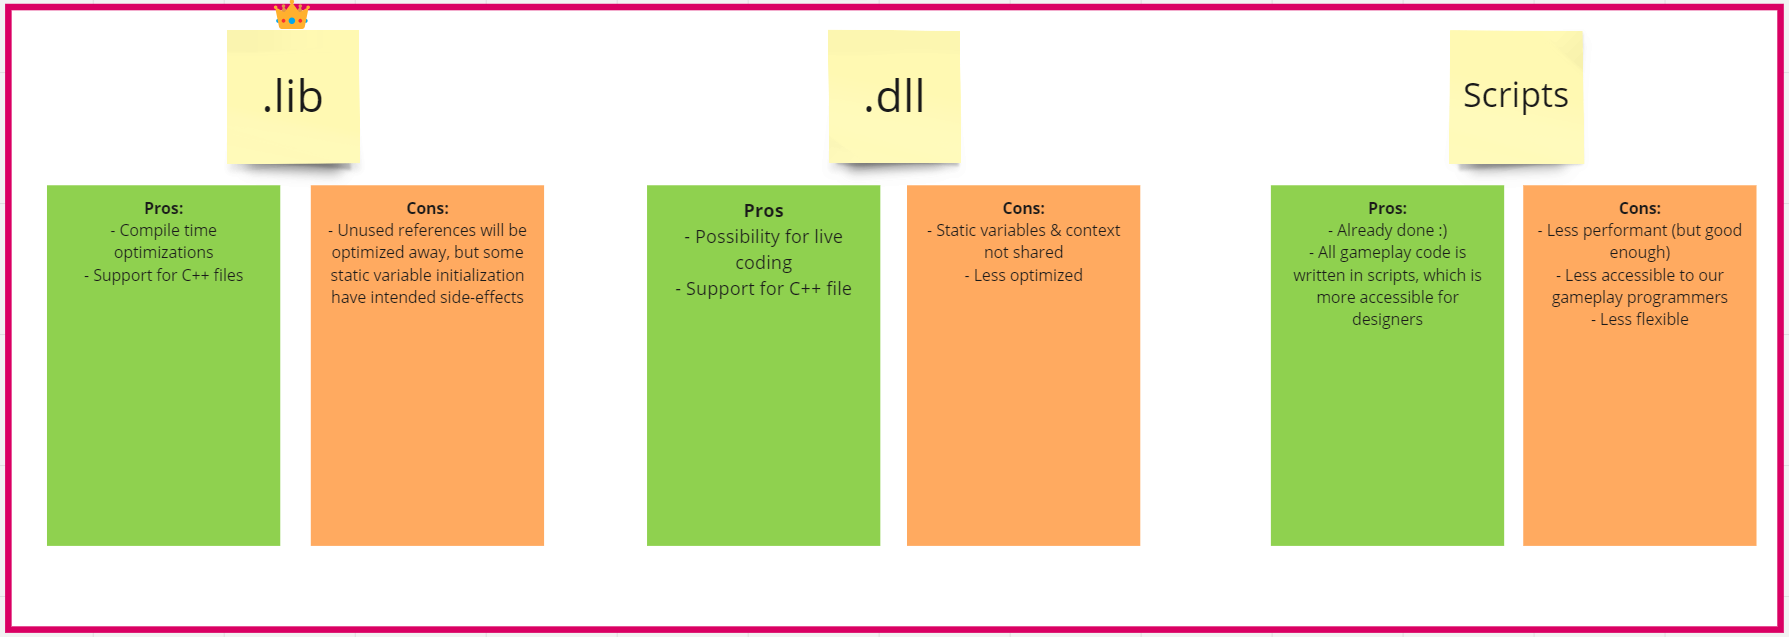 .lib
Pros:
- Compile time
optimizations
- Support for C++ files
Cons:
- Unused references will be
optimized away, but some
static variable initialization
have intended side-effects
.dll
Pros
- Possibility for live
coding
- Support for C++ file
Cons:
- Static variables & context
not shared
- Less optimized
Scripts
Pros:
- Already done :)
- All gameplay code is
written in scripts, which is
more accessible for
designers
Cons:
- Less performant (but good
enough)
- Less accessible to our
gameplay programmers
- Less flexible